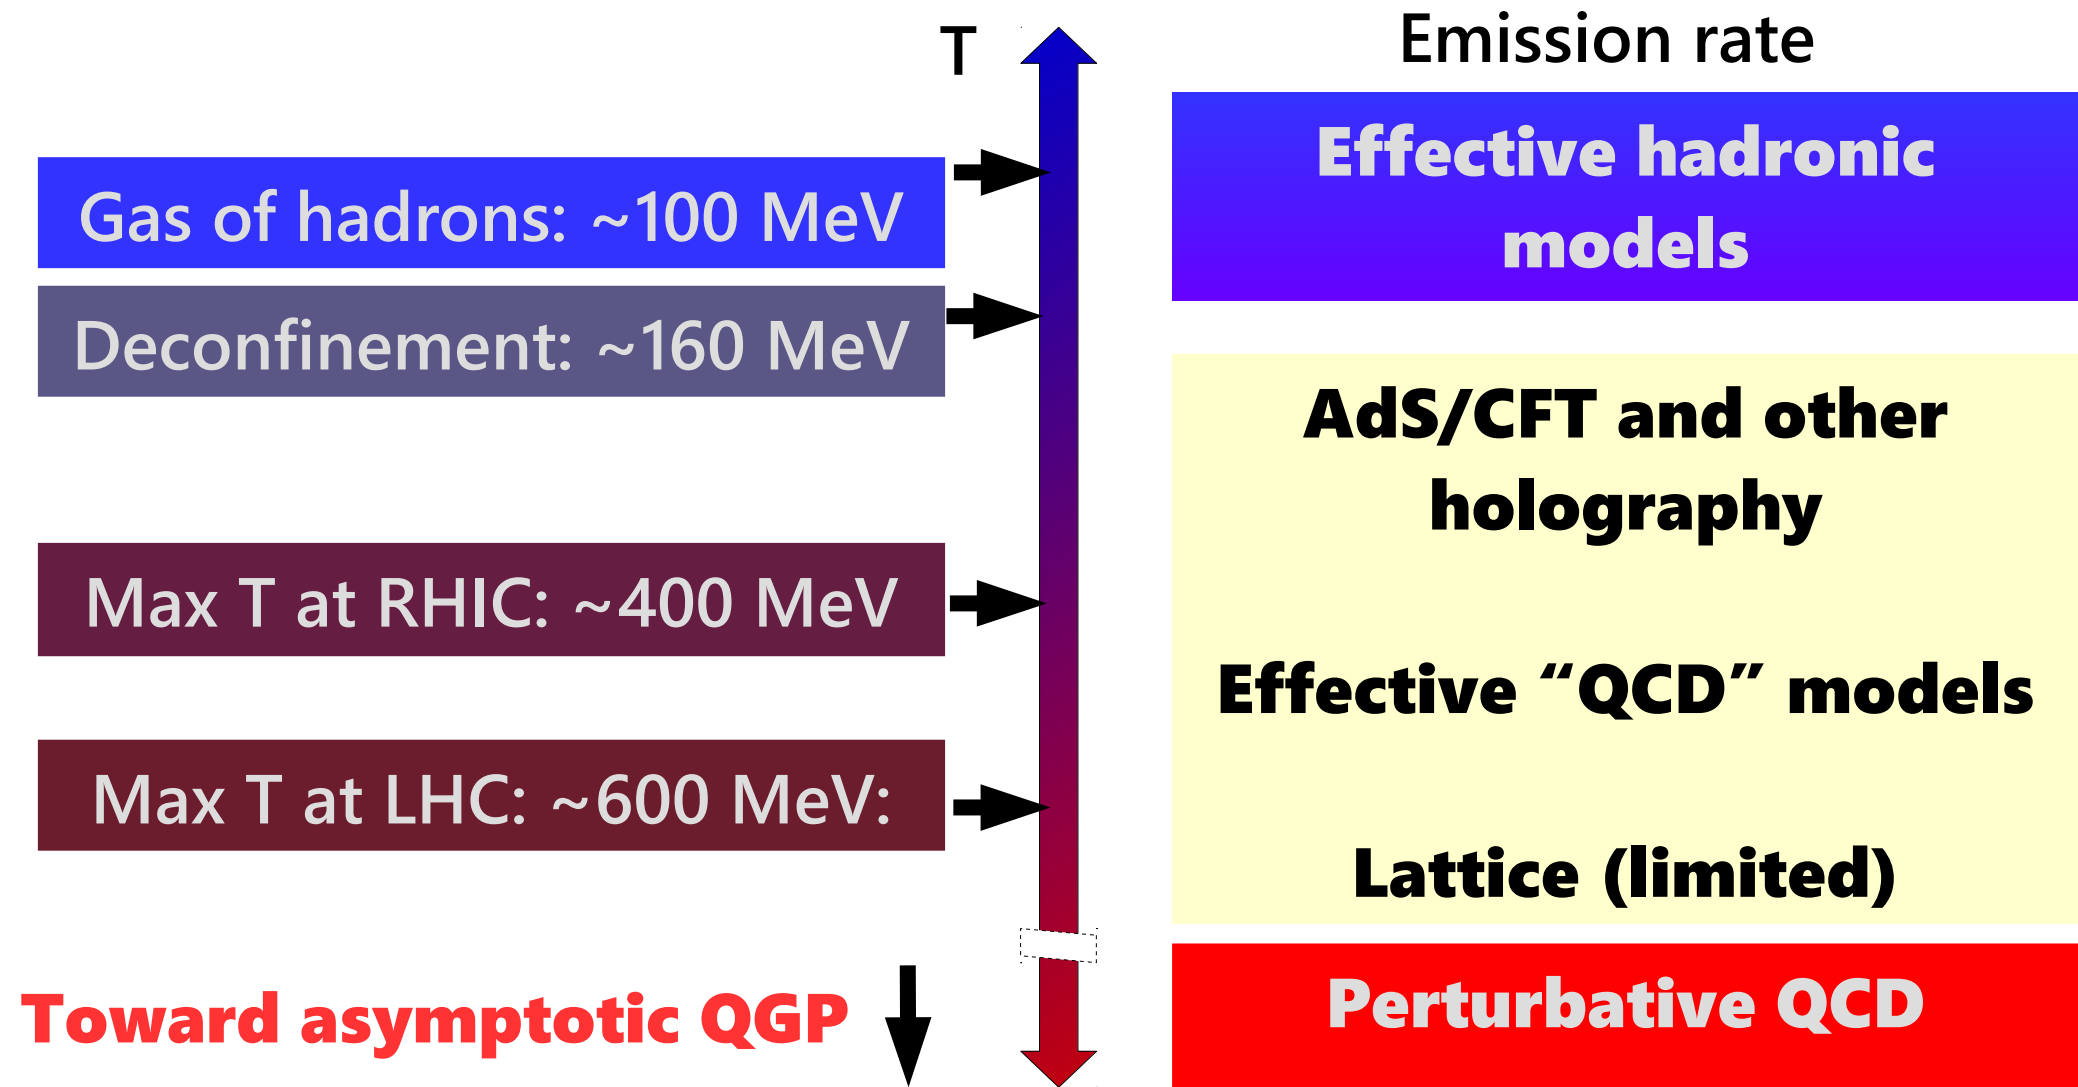 T
Emission rate
Gas of hadrons: ~100 MeV
Deconfinement: ~160 MeV
Max T at RHIC: ~400 MeV
Max T at LHC: ~600 MeV:
Toward asymptotic QGP
Effective hadronic
models
AdS/CFT and other
holography
Effective “QCD” models
Lattice (limited)
Perturbative QCD